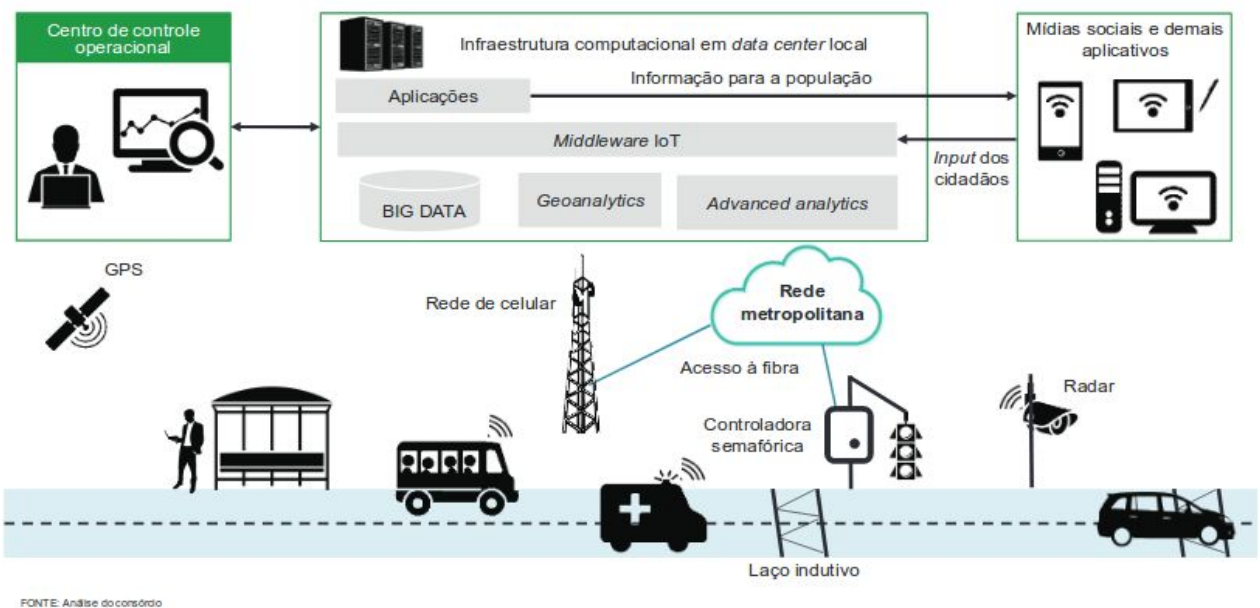 Centro de controle
operacional
Infraestrutura computacional em data center local
Informação para a população
Aplicações
Middleware IoT
BIG DATA
Geoanalytics
Advanced analytics
Mídias sociais e demais
aplicativos
Input dos
cidadãos
GPS
Rede de celular
Rede
metropolitana
Acesso à fibra
Controladora
semafórica
Radar
Laço indutivo
FONTE: Análise do consórcio